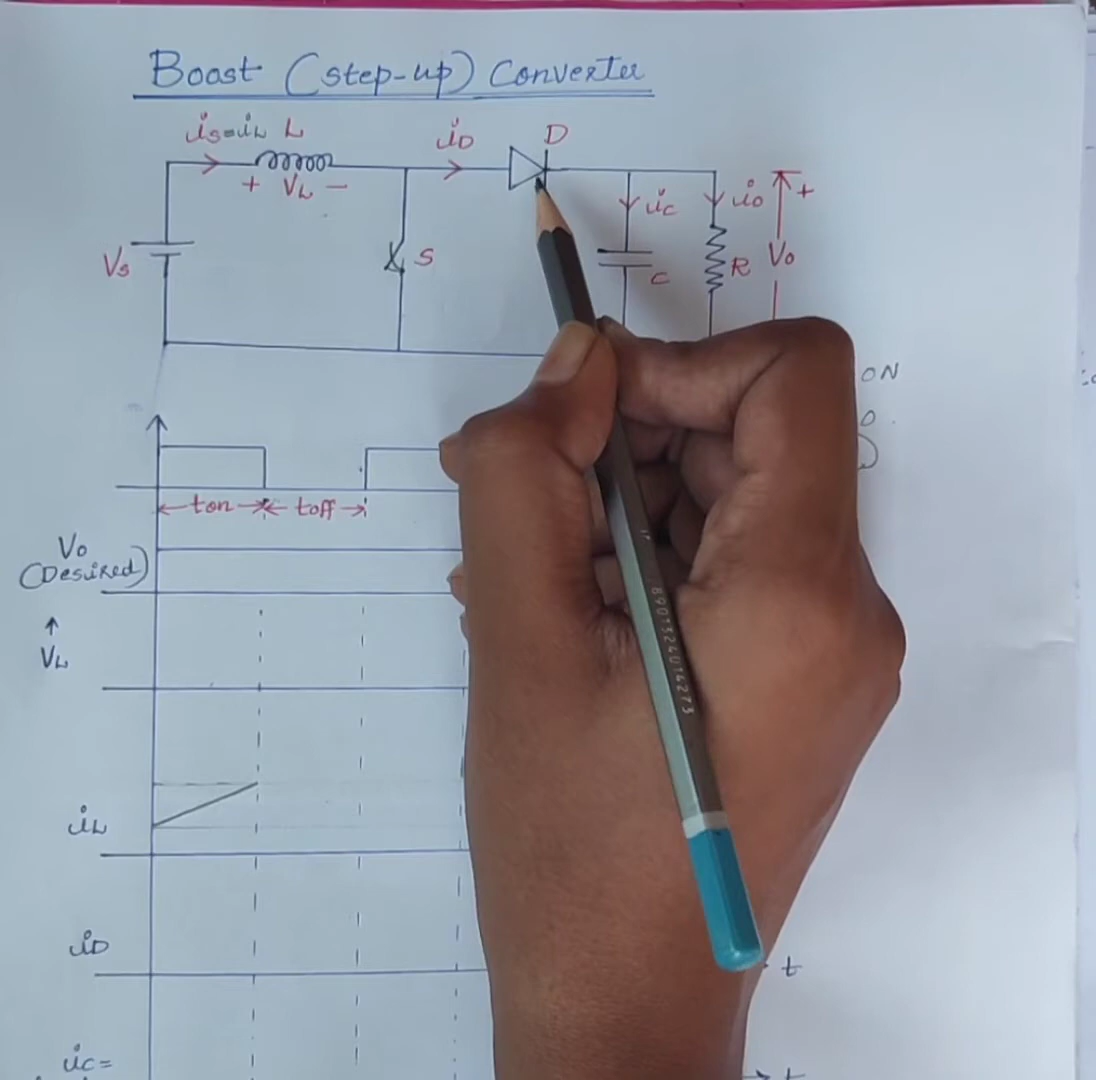 Boost (step-up) Converter
is=iL L
iD
D
+ VL -
ic
io
+
Vs
S
C
R
Vo
ON
ton
toff
Vo
(Desired)
VL
iL
iD
t
ic=
t
8901324014273